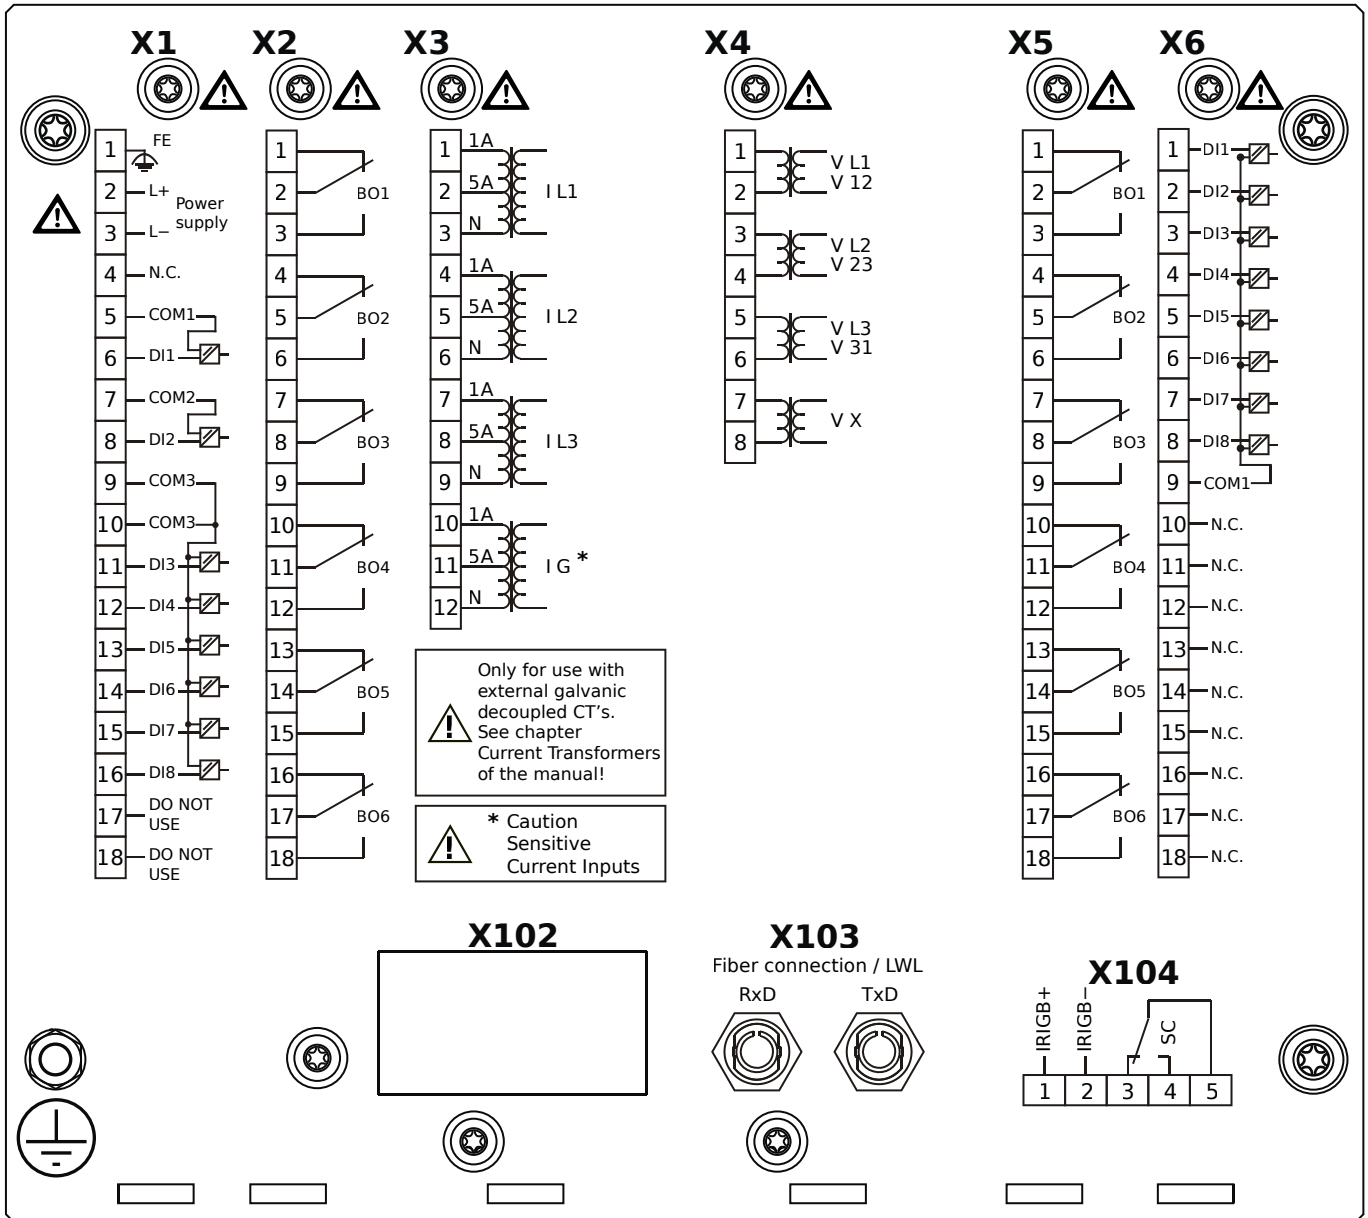 X1
X2
X3
X4
X5
X6
1 FE
2 L+
Power
supply
3 L−
4 N.C.
5 COM1
6 DI1
7 COM2
8 DI2
9 COM3
10 COM3
11 DI3
12 DI4
13 DI5
14 DI6
15 DI7
16 DI8
17 DO NOT
USE
18 DO NOT
USE
1
2 BO1
3
4
5 BO2
6
7
8 BO3
9
10
11 BO4
12
13
14 BO5
15
16
17 BO6
18
1 1A
2 5A I L1
3 N
4 1A
5 5A I L2
6 N
7 1A
8 5A I L3
9 N
10 1A
11 5A I G *
12 N
Only for use with
external galvanic
decoupled CT's.
See chapter
Current Transformers
of the manual!
* Caution
Sensitive
Current Inputs
1 V L1
2 V 12
3 V L2
4 V 23
5 V L3
6 V 31
7 V X
8
1
2 BO1
3
4
5 BO2
6
7
8 BO3
9
10
11 BO4
12
13
14 BO5
15
16
17 BO6
18
1 DI1
2 DI2
3 DI3
4 DI4
5 DI5
6 DI6
7 DI7
8 DI8
9 COM1
10 N.C.
11 N.C.
12 N.C.
13 N.C.
14 N.C.
15 N.C.
16 N.C.
17 N.C.
18 N.C.
X102
X103
Fiber connection / LWL
RxD TxD
X104
IRIGB+
IRIGB−
SC
1 2 3 4 5